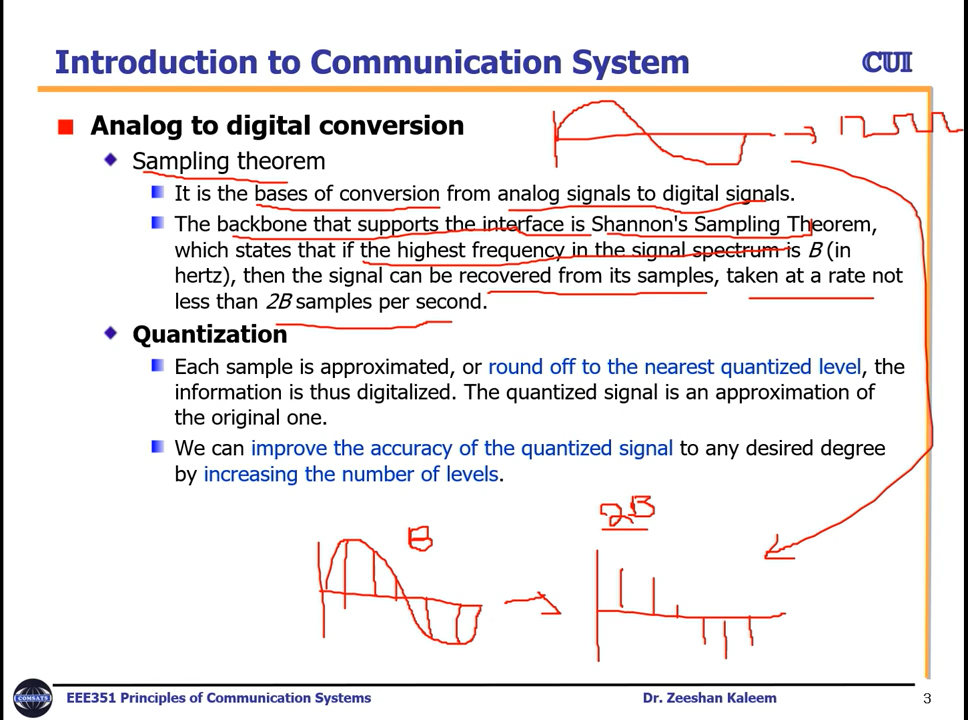 Introduction to Communication System
CUI
Analog to digital conversion
Sampling theorem
It is the bases of conversion from analog signals to digital signals.
The backbone that supports the interface is Shannon's Sampling Theorem,
which states that if the highest frequency in the signal spectrum is B (in
hertz), then the signal can be recovered from its samples, taken at a rate not
less than 2B samples per second.
Quantization
Each sample is approximated, or round off to the nearest quantized level, the
information is thus digitalized. The quantized signal is an approximation of
the original one.
We can improve the accuracy of the quantized signal to any desired degree
by increasing the number of levels.
B
2B
COMSATS
EEE351 Principles of Communication Systems
Dr. Zeeshan Kaleem
3